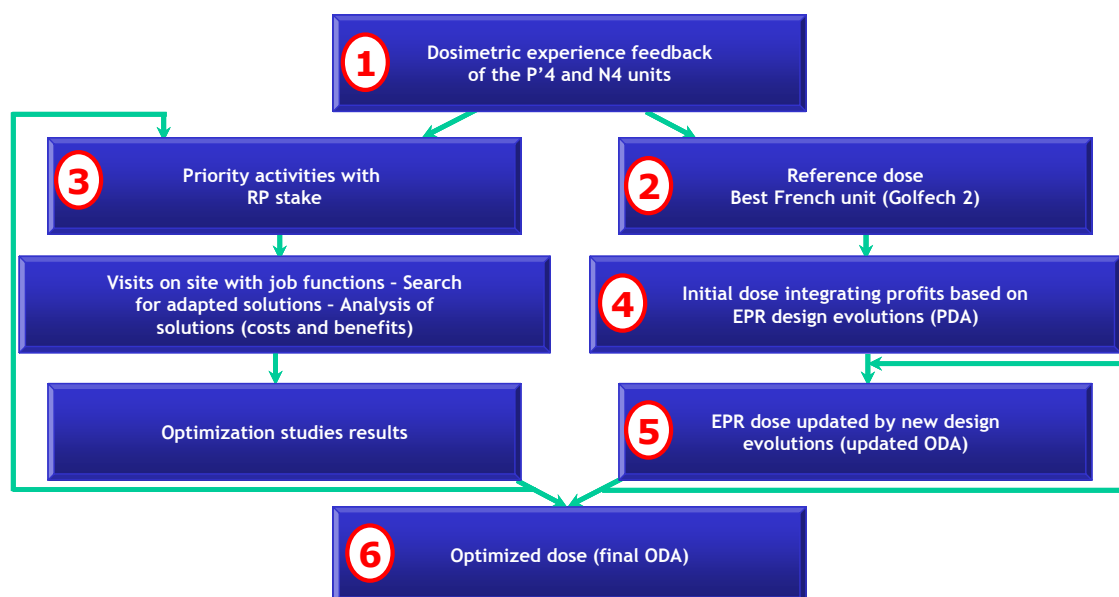 1
Dosimetric experience feedback
of the P’4 and N4 units
3
Priority activities with
RP stake
2
Reference dose
Best French unit (Golfech 2)
Visits on site with job functions – Search
for adapted solutions – Analysis of
solutions (costs and benefits)
4
Initial dose integrating profits based on
EPR design evolutions (PDA)
Optimization studies results
5
EPR dose updated by new design
evolutions (updated ODA)
6
Optimized dose (final ODA)